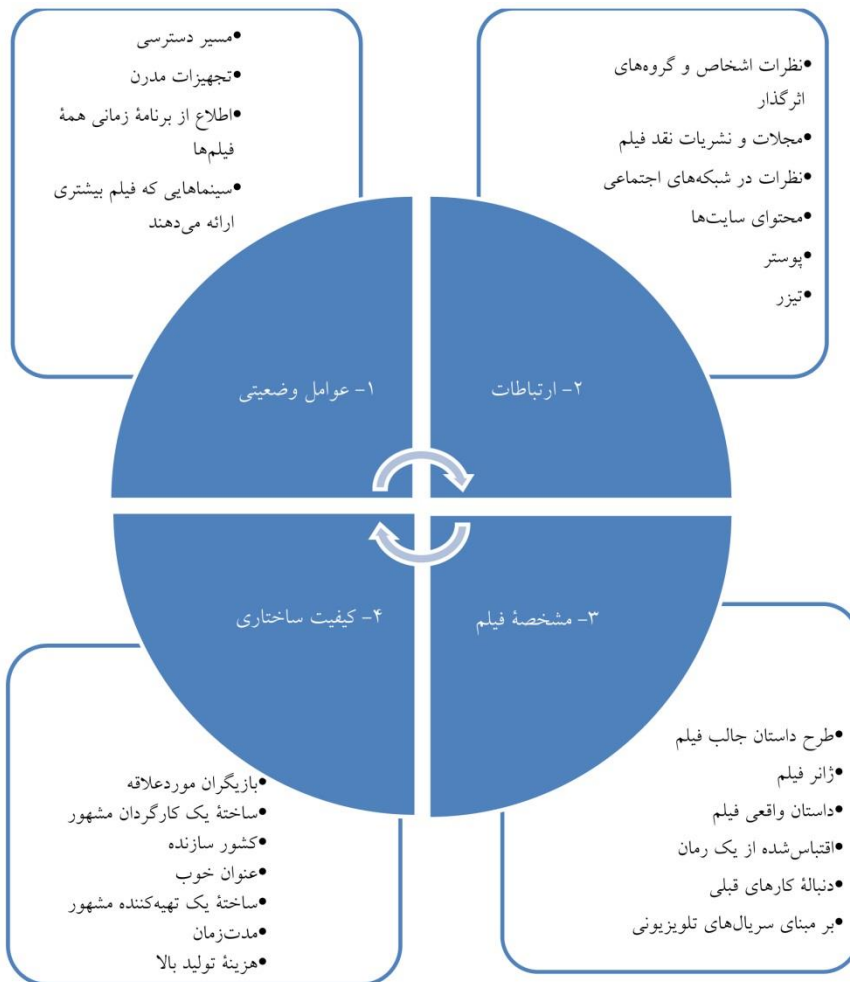 •مسیر دسترسی
•تجهیزات مدرن
•اطلاع از برنامهٔ زمانی همهٔ
فیلم‌ها
•سینماهایی که فیلم بیشتری
ارائه می‌دهند
•نظرات اشخاص و گروه‌های
اثرگذار
•مجلات و نشریات نقد فیلم
•نظرات در شبکه‌های اجتماعی
•محتوای سایت‌ها
•پوستر
•تیزر
۱- عوامل وضعیتی
۲- ارتباطات
۳- مشخصهٔ فیلم
۴- کیفیت ساختاری
•طرح داستان جالب فیلم
•ژانر فیلم
•داستان واقعی فیلم
•اقتباس‌شده از یک رمان
•دنبالهٔ کارهای قبلی
•بر مبنای سریال‌های تلویزیونی
•بازیگران موردعلاقه
•ساختهٔ یک کارگردان مشهور
•کشور سازنده
•عنوان خوب
•ساختهٔ یک تهیه‌کننده مشهور
•مدت‌زمان
•هزینهٔ تولید بالا